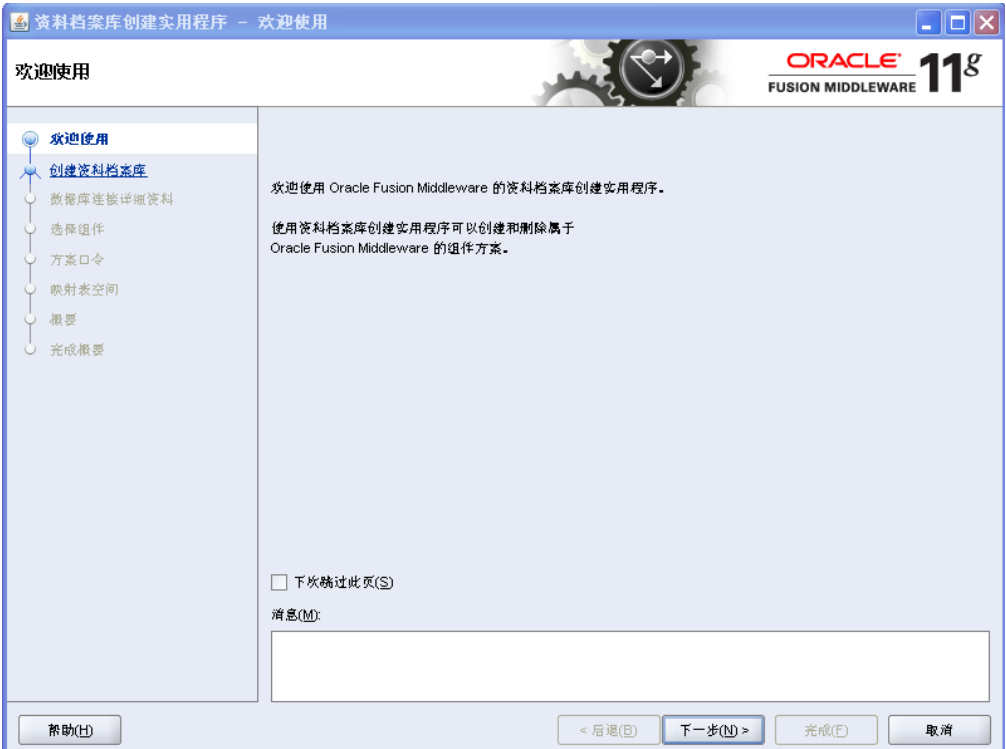 资料档案库创建实用程序 - 欢迎使用
欢迎使用
ORACLE
FUSION MIDDLEWARE
11g
欢迎使用
创建资料档案库
数据库连接详细资料
选择组件
方案口令
映射表空间
概要
完成概要
欢迎使用 Oracle Fusion Middleware 的资料档案库创建实用程序。
使用资料档案库创建实用程序可以创建和删除属于
Oracle Fusion Middleware 的组件方案。
下次跳过此页(S)
消息(M):
帮助(H)
< 后退(B)
下一步(N) >
完成(F)
取消